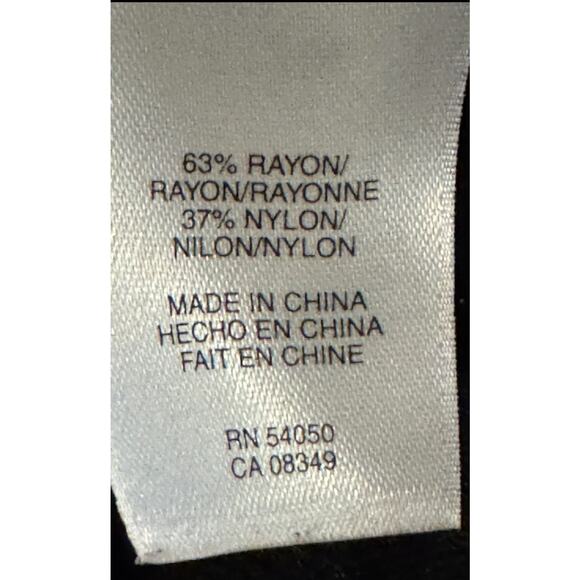 63% RAYON/
RAYON/RAYONNE
37% NYLON/
NILON/NYLON
MADE IN CHINA
HECHO EN CHINA
FAIT EN CHINE
RN 54050
CA 08349